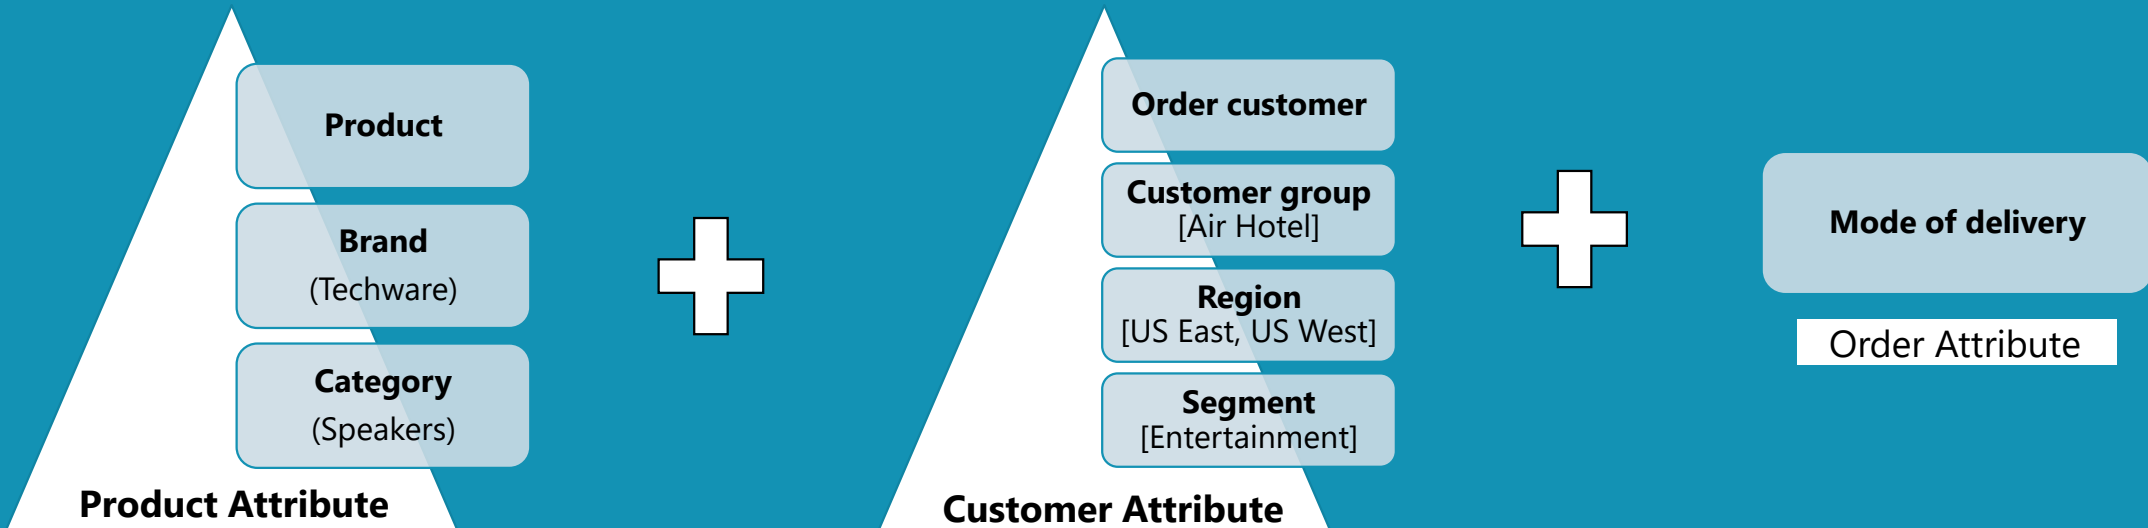 Product
Brand
(Techware)
Category
(Speakers)
Product Attribute
Order customer
Customer group
[Air Hotel]
Region
[US East, US West]
Segment
[Entertainment]
Customer Attribute
Mode of delivery
Order Attribute